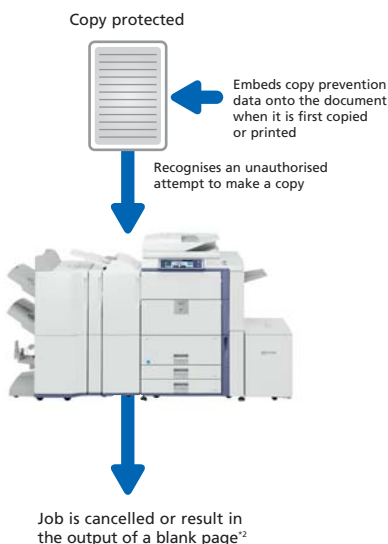 Copy protected
Embeds copy prevention
data onto the document
when it is first copied
or printed
Recognises an unauthorised
attempt to make a copy
Job is cancelled or result in
the output of a blank page*2